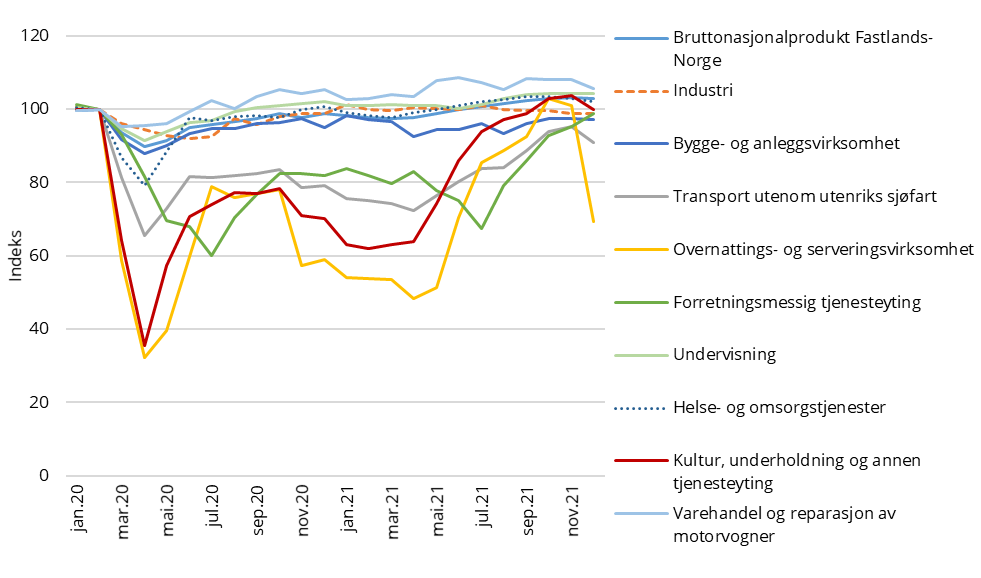 120
100
80
60
40
20
0
Indeks
jan.20
mar.20
mai.20
jul.20
sep.20
nov.20
jan.21
mar.21
mai.21
jul.21
sep.21
nov.21
Bruttonasjonalprodukt Fastlands-
Norge
Industri
Bygge- og anleggsvirksomhet
Transport utenom utenriks sjøfart
Overnattings- og serveringsvirksomhet
Forretningsmessig tjenesteyting
Undervisning
Helse- og omsorgstjenester
Kultur, underholdning og annen
tjenesteyting
Varehandel og reparasjon av
motorvogner